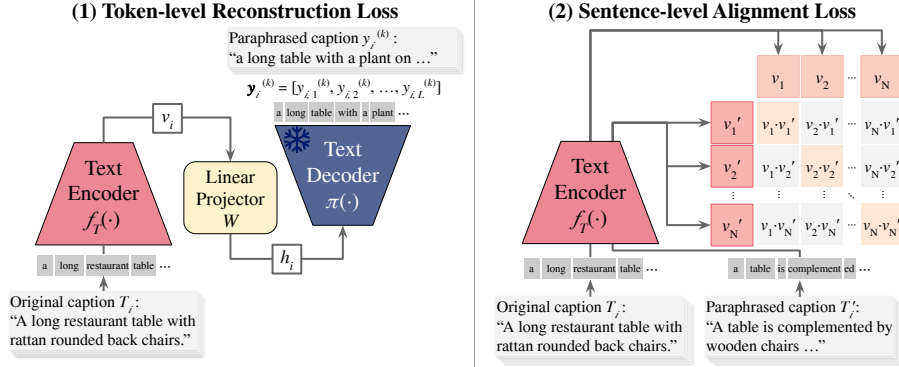 (1) Token-level Reconstruction Loss
Paraphrased caption y_i^(k) :
“a long table with a plant on …”
y_i^(k) = [y_i, 1^(k), y_i, 2^(k), …, y_i, L^(k)]
a long table with a plant …
v_i
Text
Encoder
f_T(·)
Linear
Projector
W
Text
Decoder
π(·)
h_i
a long restaurant table …
Original caption T_i :
“A long restaurant table with
rattan rounded back chairs.”
(2) Sentence-level Alignment Loss
v_1 v_2 … v_N
v_1′ v_1·v_1′ v_2·v_1′ … v_N·v_1′
v_2′ v_1·v_2′ v_2·v_2′ … v_N·v_2′
⋮ ⋮ ⋮ ⋱ ⋮
v_N′ v_1·v_N′ v_2·v_N′ … v_N·v_N′
Text
Encoder
f_T(·)
a long restaurant table …
a table is complement ed …
Original caption T_i :
“A long restaurant table with
rattan rounded back chairs.”
Paraphrased caption T_i′ :
“A table is complemented by
wooden chairs …”